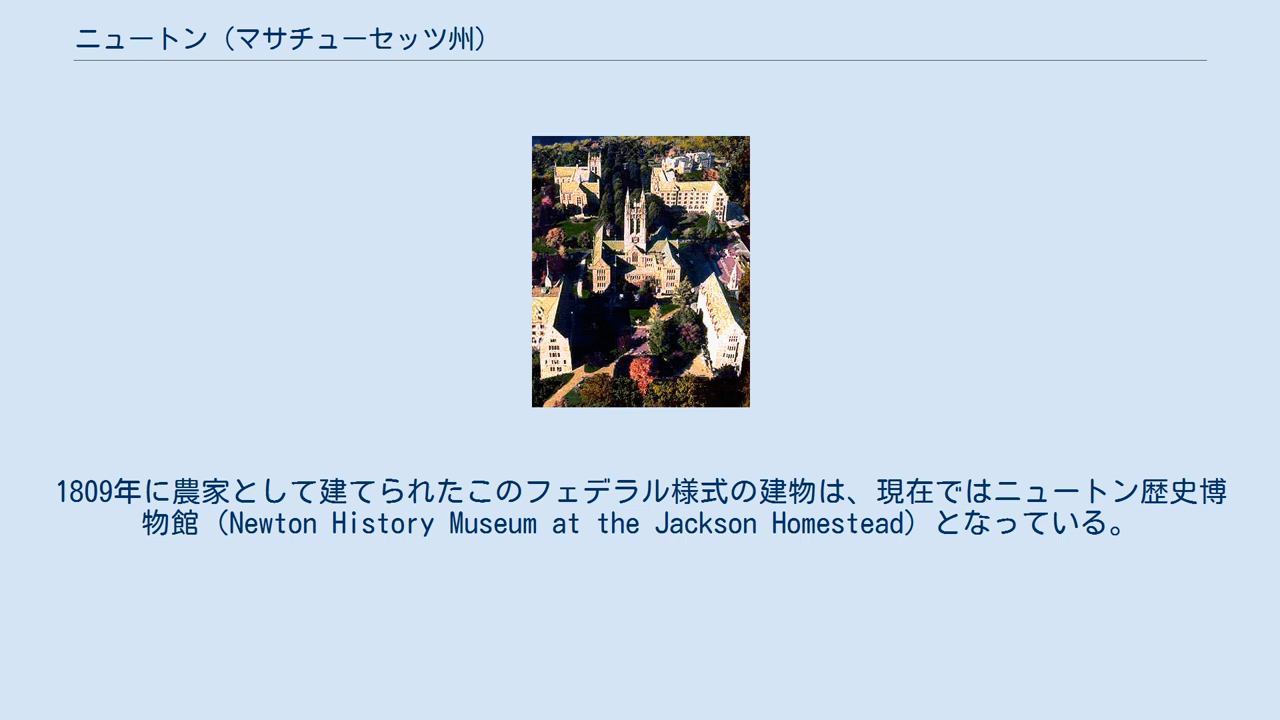 ニュートン（マサチューセッツ州）
1809年に農家として建てられたこのフェデラル様式の建物は、現在ではニュートン歴史博
物館（Newton History Museum at the Jackson Homestead）となっている。